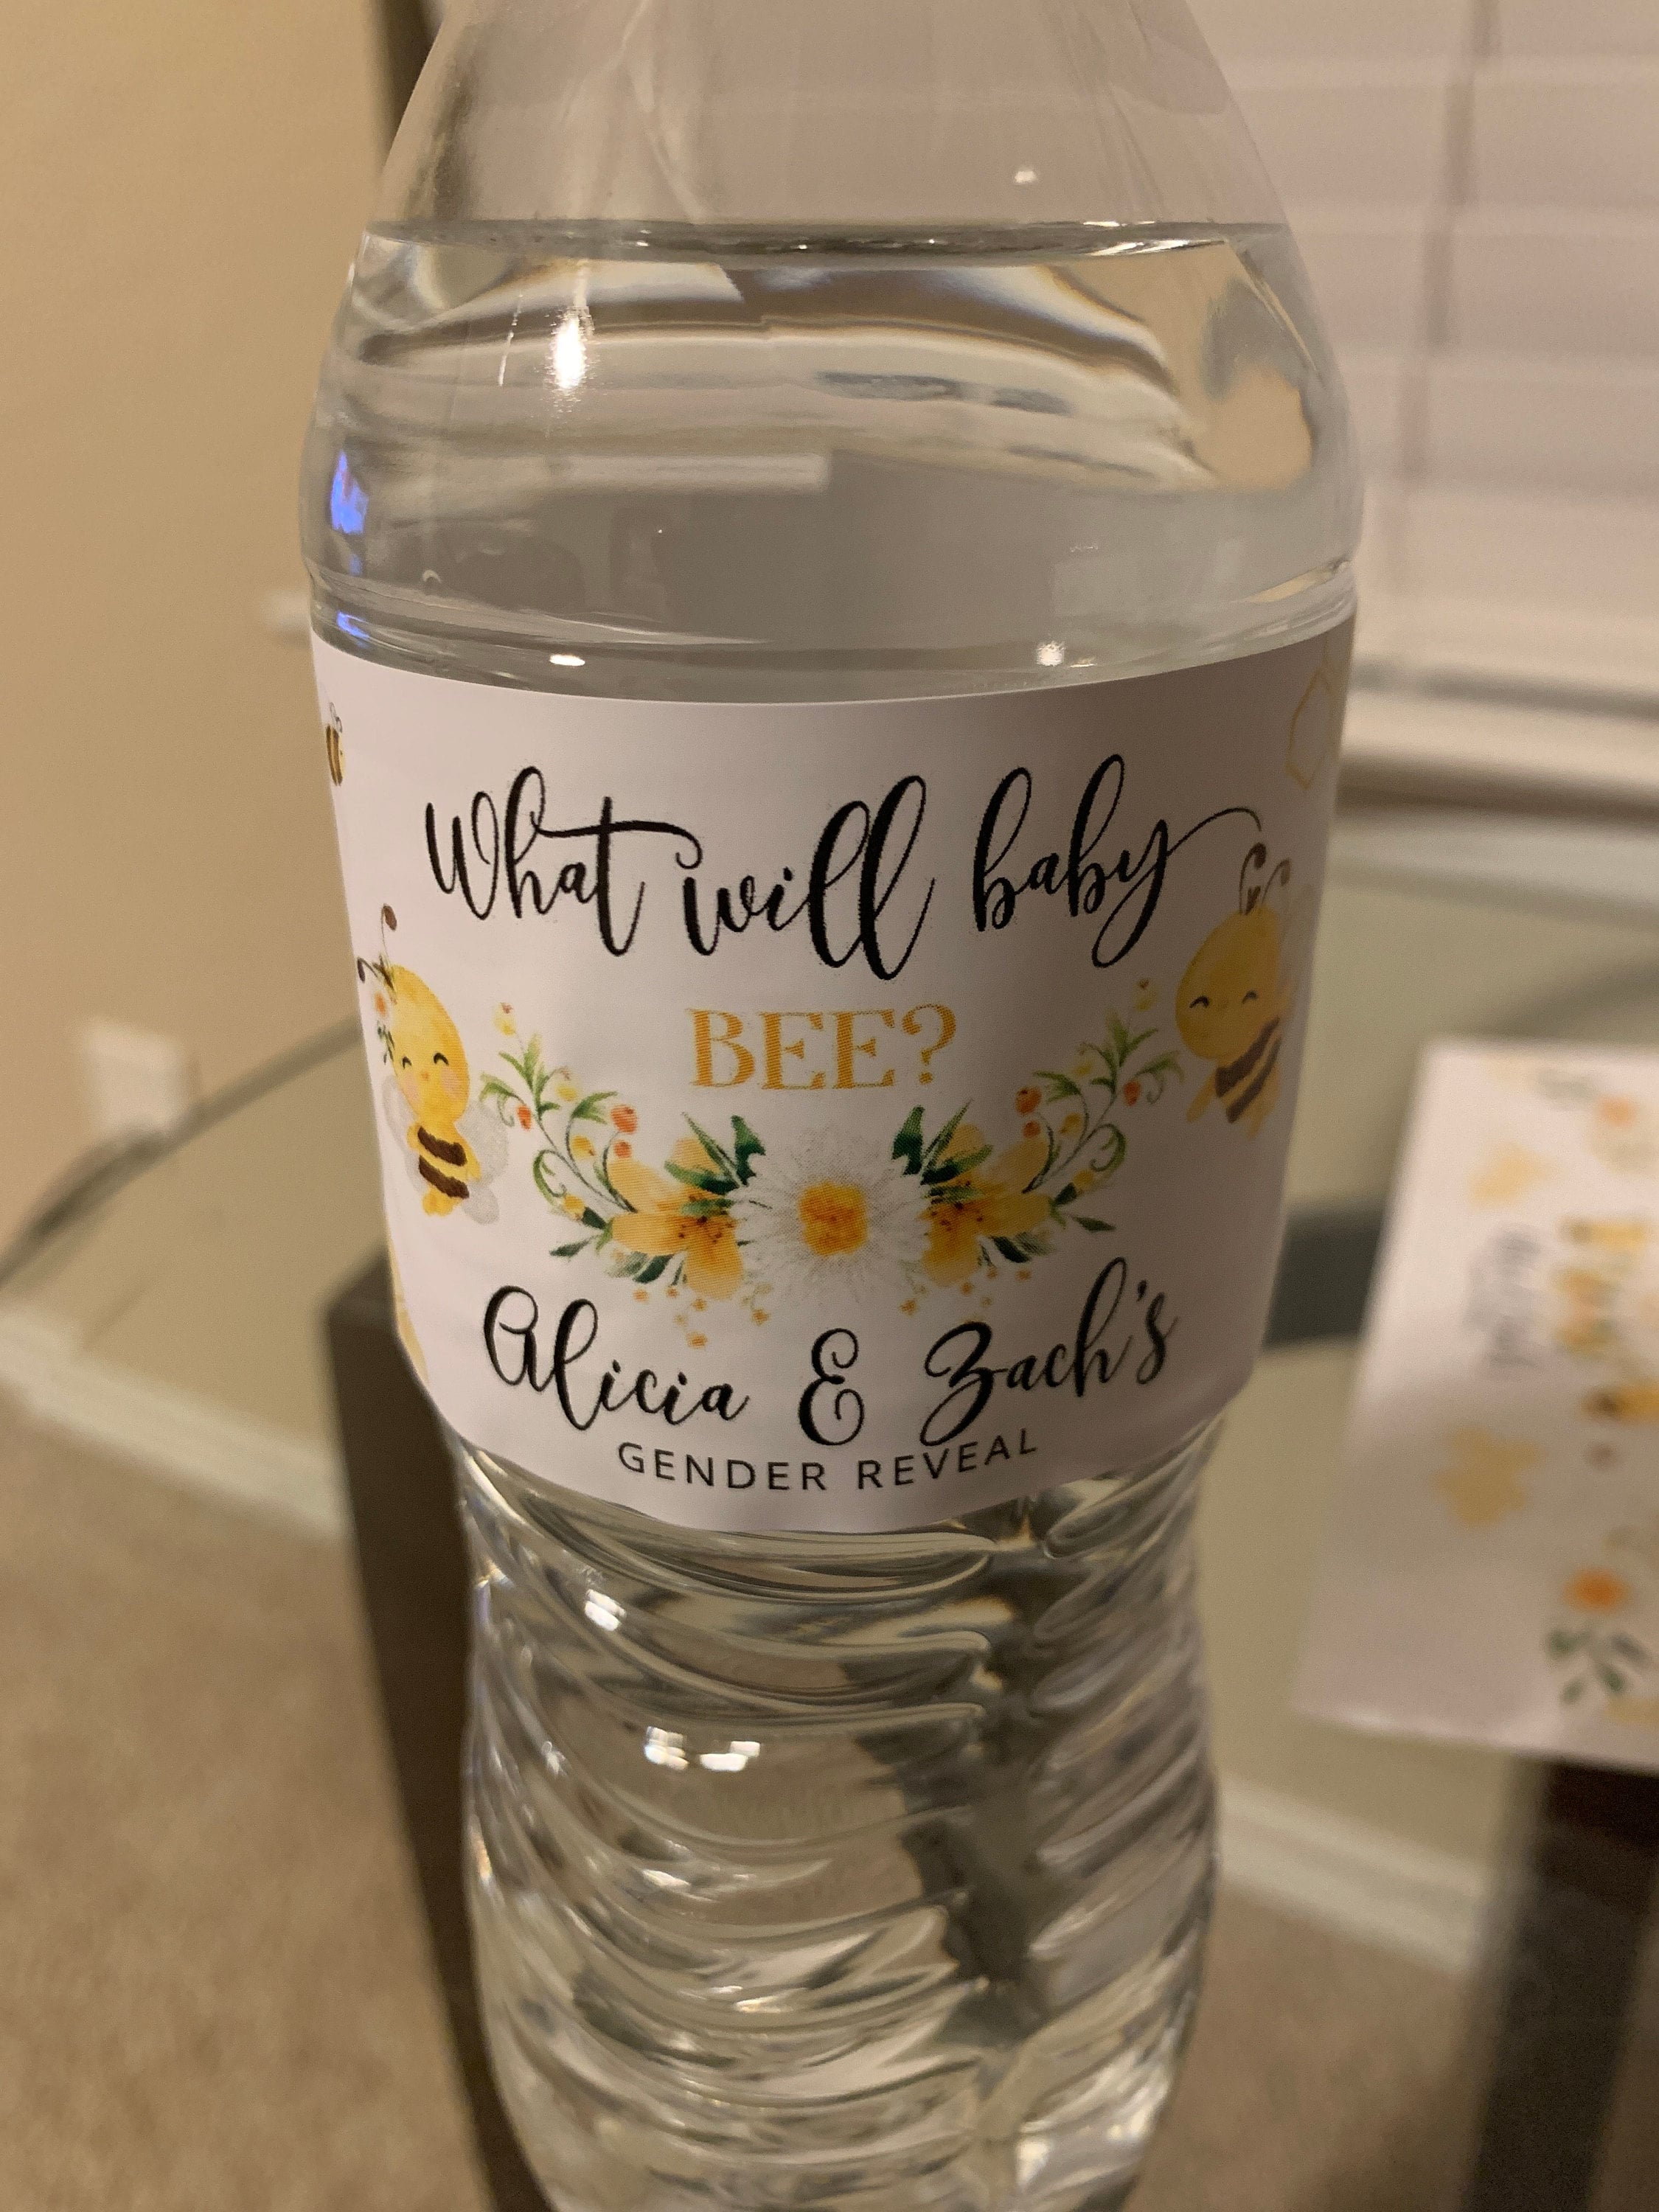 What will baby
BEE?
Alicia & Zach's
GENDER REVEAL